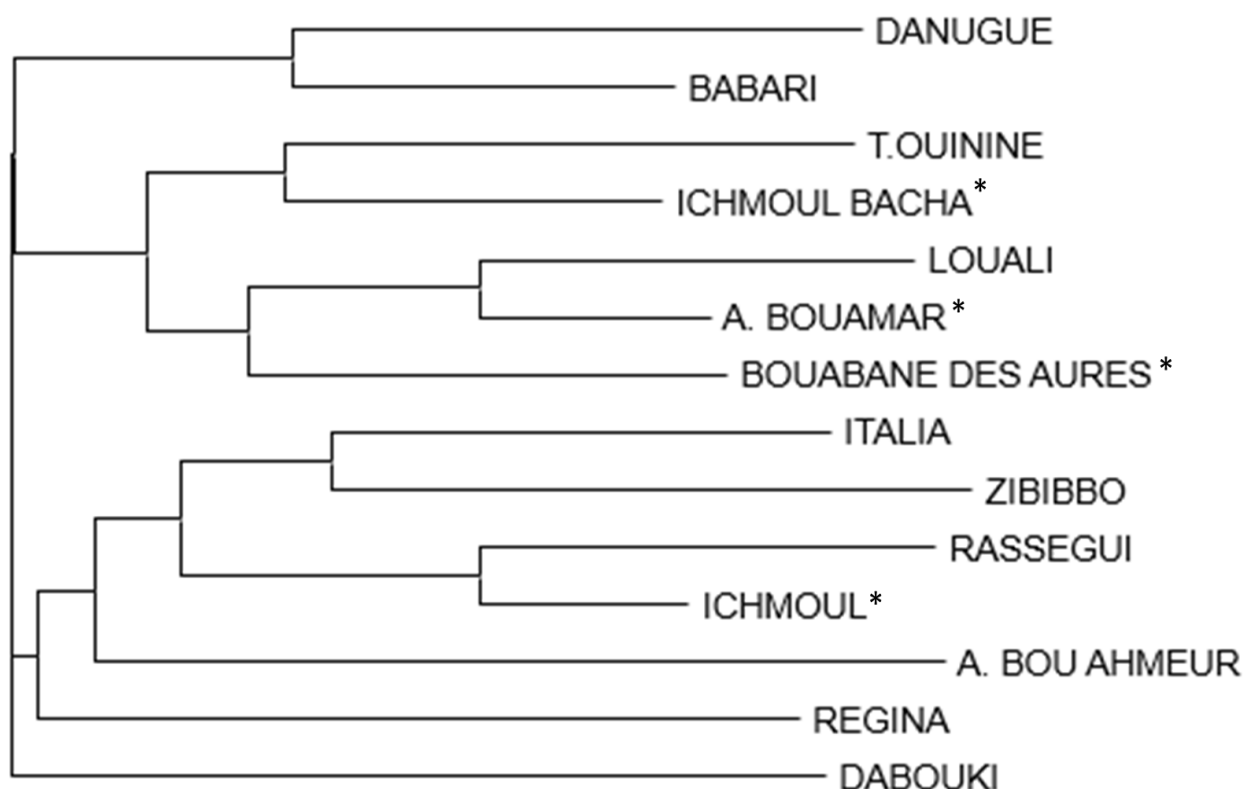 DANUGUE
BABARI
T.OUININE
ICHMOUL BACHA*
LOUALI
A. BOUAMAR*
BOUABANE DES AURES*
ITALIA
ZIBIBBO
RASSEGUI
ICHMOUL*
A. BOU AHMEUR
REGINA
DABOUKI